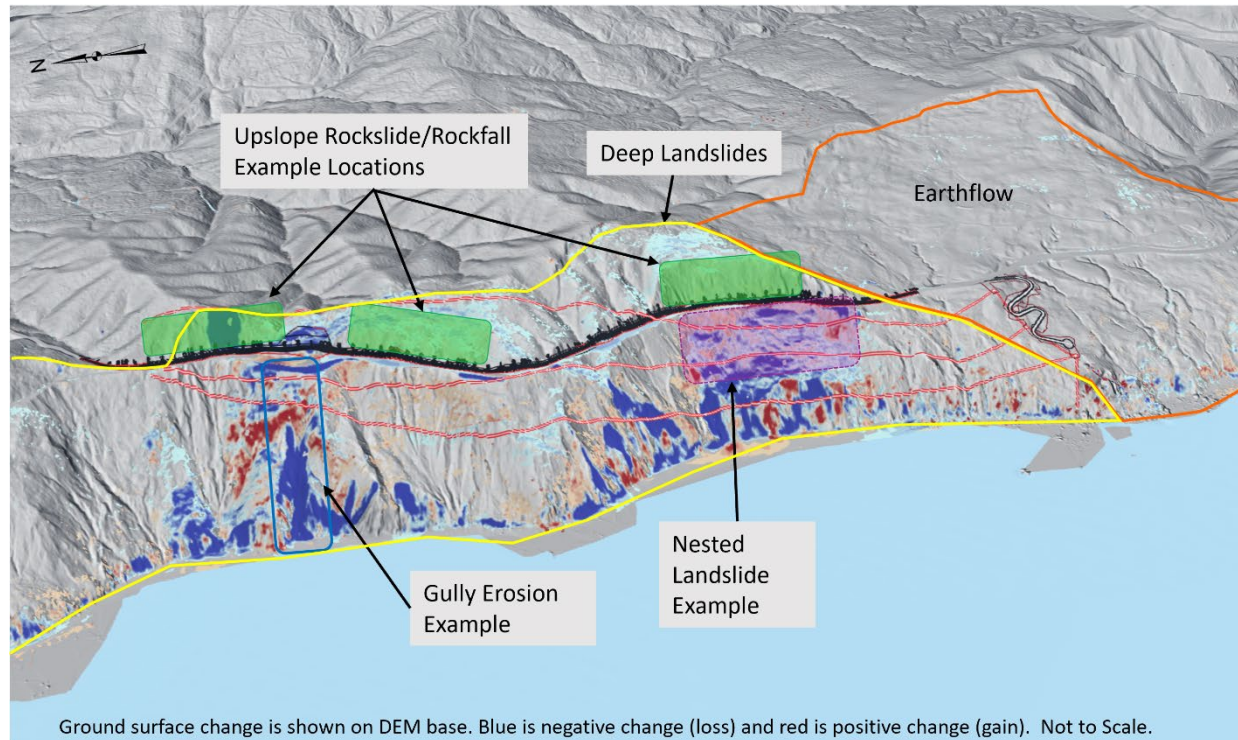 N
Upslope Rockslide/Rockfall
Example Locations
Deep Landslides
Earthflow
Nested
Landslide
Example
Gully Erosion
Example
Ground surface change is shown on DEM base. Blue is negative change (loss) and red is positive change (gain).  Not to Scale.